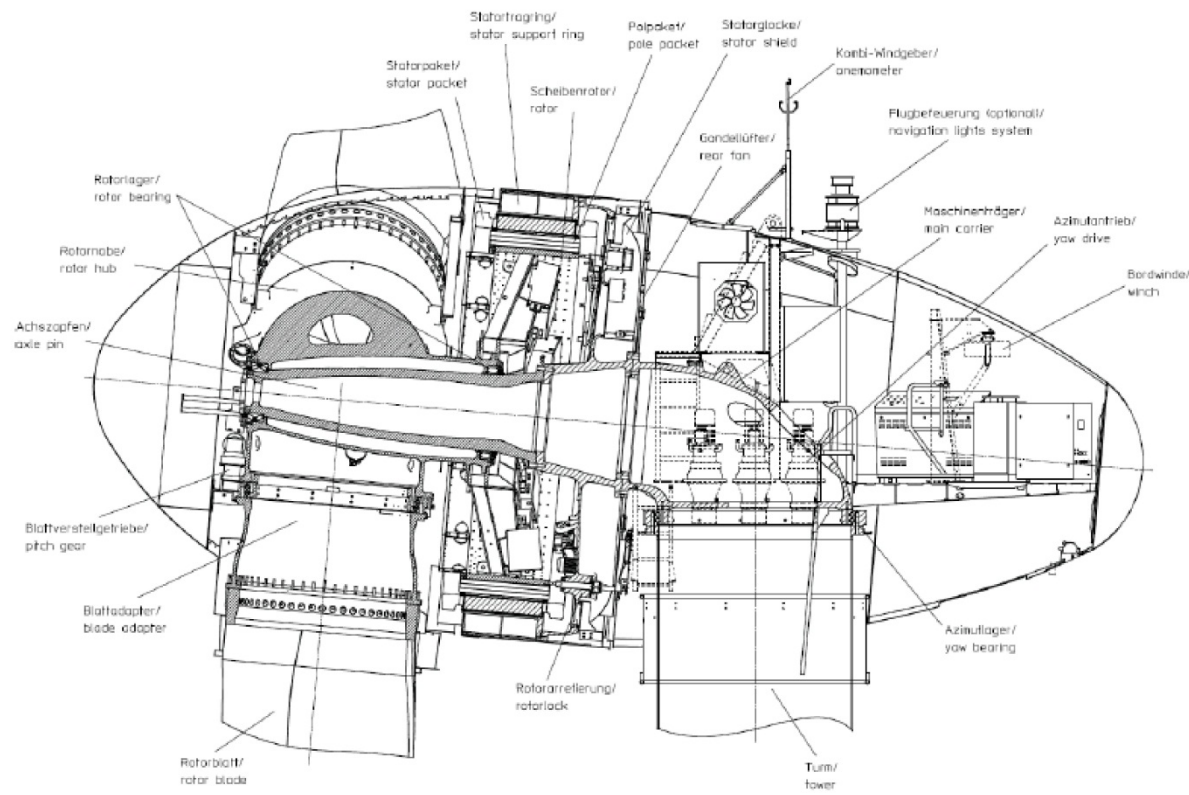 Statortragring/
stator support ring
Polpaket/
pole packet
Statorglocke/
stator shield
Kombi-Windgeber/
anemometer
Statorpaket/
stator packet
Scheibenrotor/
rotor
Flugbefeuerung (optional)/
navigation lights system
Gondellüfter/
rear fan
Rotorlager/
rotor bearing
Maschinenträger/
main carrier
Azimutantrieb/
yaw drive
Rotornabe/
rotor hub
Bordwinde/
winch
Achszapfen/
axle pin
Blattverstellgetriebe/
pitch gear
Blattadapter/
blade adapter
Azimutlager/
yaw bearing
Rotorarretierung/
rotorlock
Rotorblatt/
rotor blade
Turm/
tower